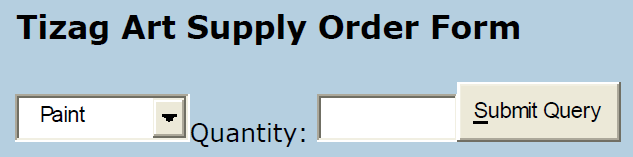 Tizag Art Supply Order Form
Paint Quantity: Submit Query